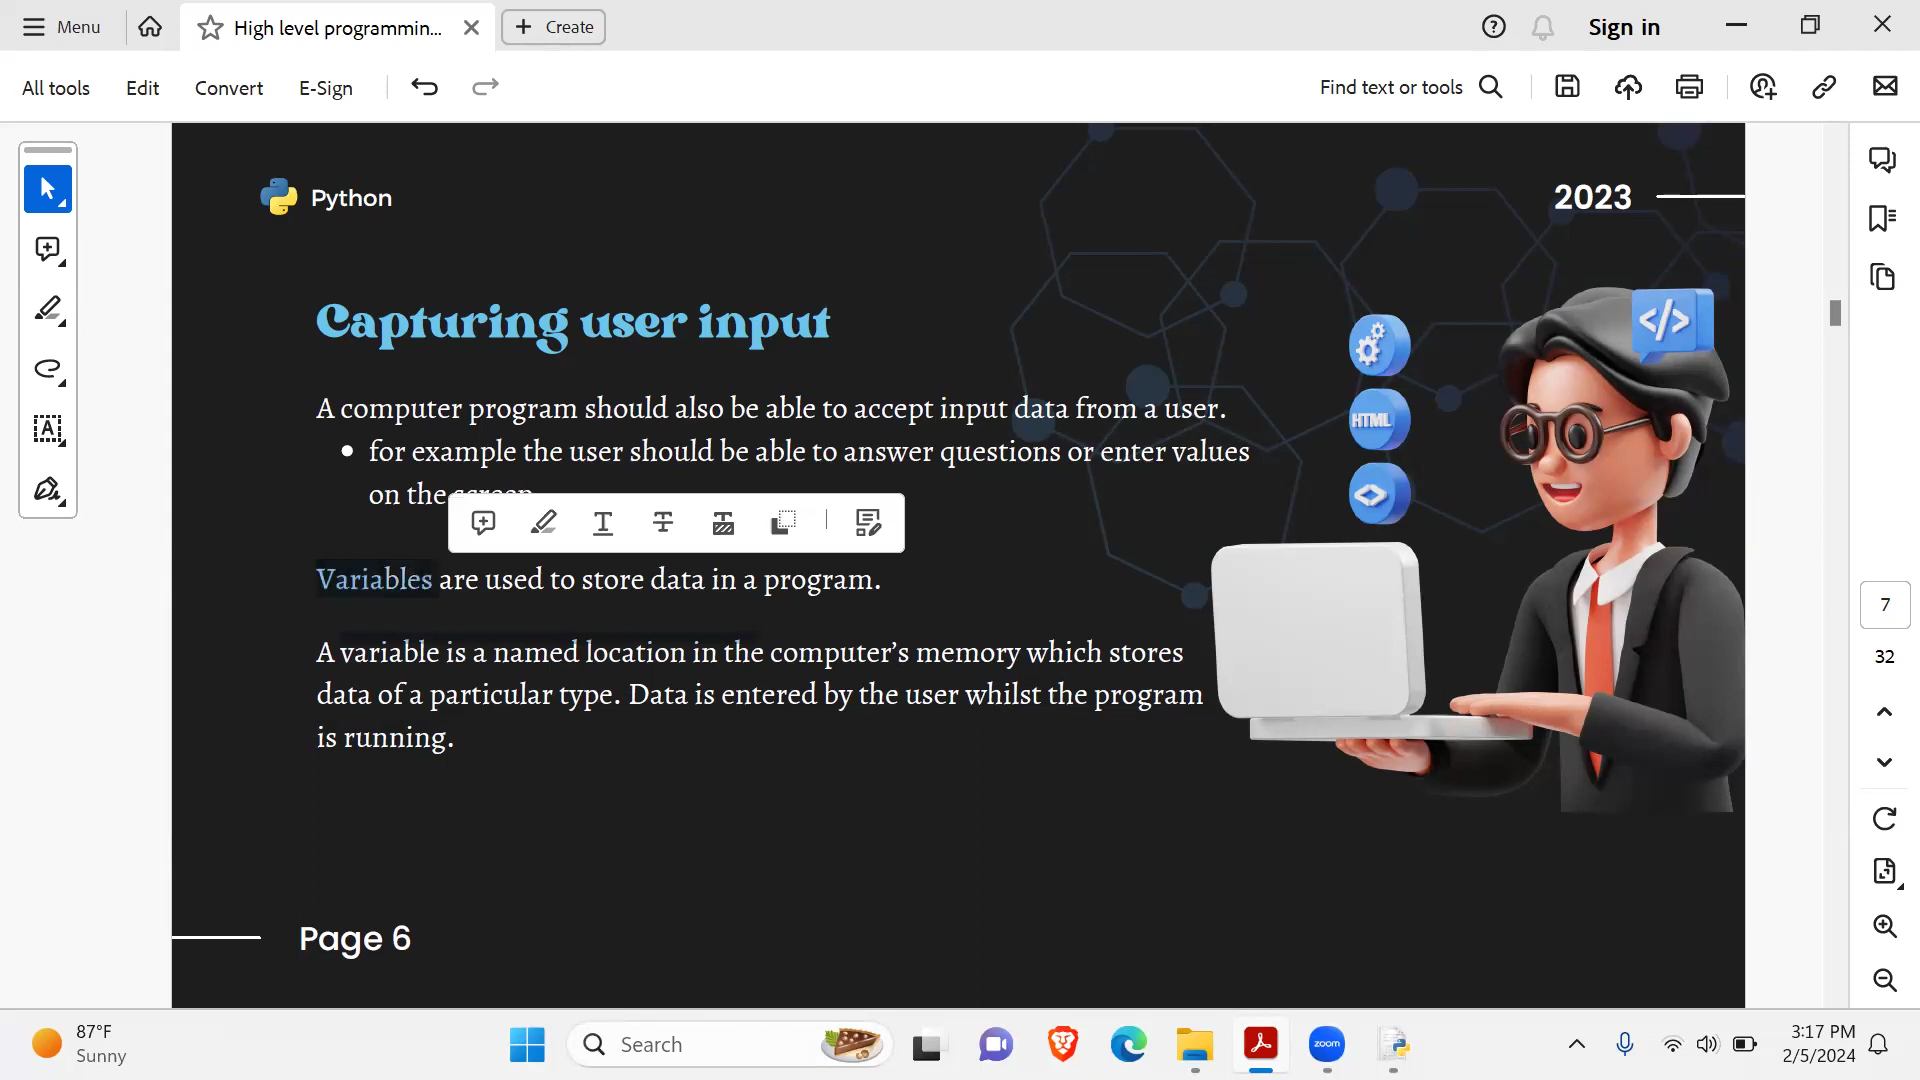 Menu
High level programmin...
Create
Sign in
All tools
Edit
Convert
E-Sign
Find text or tools
Python
2023
Capturing user input
A computer program should also be able to accept input data from a user.
• for example the user should be able to answer questions or enter values
on the screen
Variables are used to store data in a program.
A variable is a named location in the computer's memory which stores
data of a particular type. Data is entered by the user whilst the program
is running.
</>
HTML
<>
Page 6
7
32
87°F
Sunny
Search
zoom
3:17 PM
2/5/2024